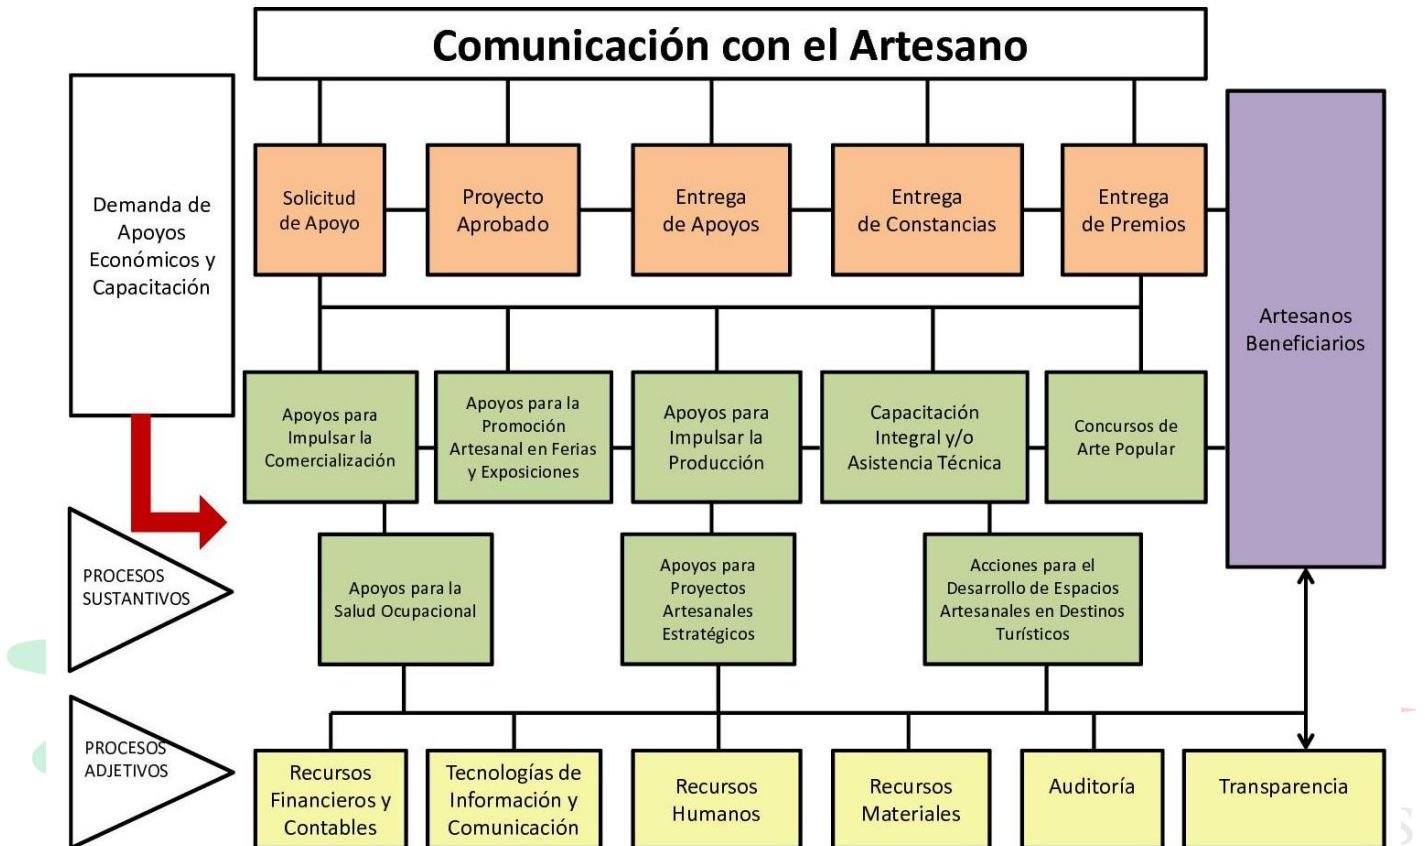 Comunicación con el Artesano
Demanda de
Apoyos
Económicos y
Capacitación
Solicitud
de Apoyo
Proyecto
Aprobado
Entrega
de Apoyos
Entrega
de Constancias
Entrega
de Premios
Artesanos
Beneficiarios
Apoyos para
Impulsar la
Comercialización
Apoyos para la
Promoción
Artesanal en Ferias
y Exposiciones
Apoyos para
Impulsar la
Producción
Capacitación
Integral y/o
Asistencia Técnica
Concursos de
Arte Popular
PROCESOS
SUSTANTIVOS
Apoyos para la
Salud Ocupacional
Apoyos para
Proyectos
Artesanales
Estratégicos
Acciones para el
Desarrollo de Espacios
Artesanales en Destinos
Turísticos
PROCESOS
ADJETIVOS
Recursos
Financieros y
Contables
Tecnologías de
Información y
Comunicación
Recursos
Humanos
Recursos
Materiales
Auditoría
Transparencia